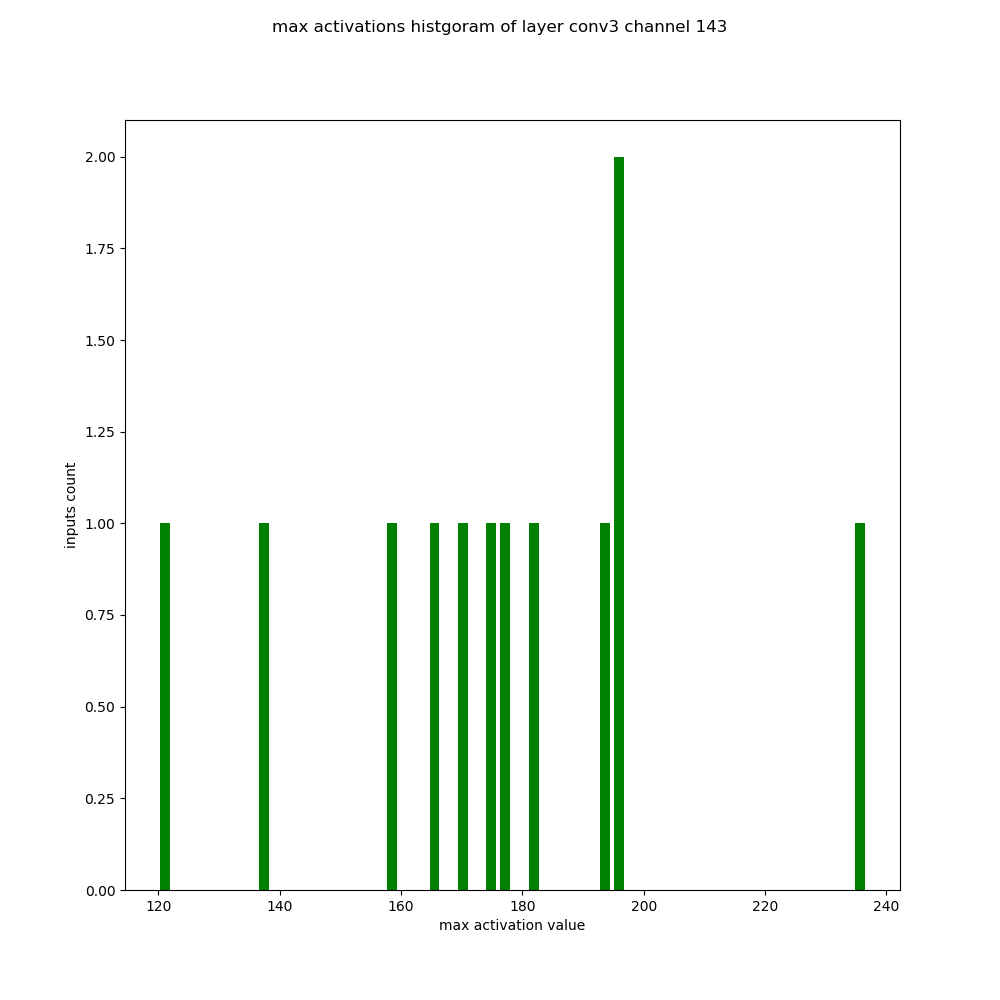 max activations histgoram of layer conv3 channel 143
2.00
1.75
1.50
1.25
1.00
0.75
0.50
0.25
0.00
inputs count
120 140 160 180 200 220 240
max activation value